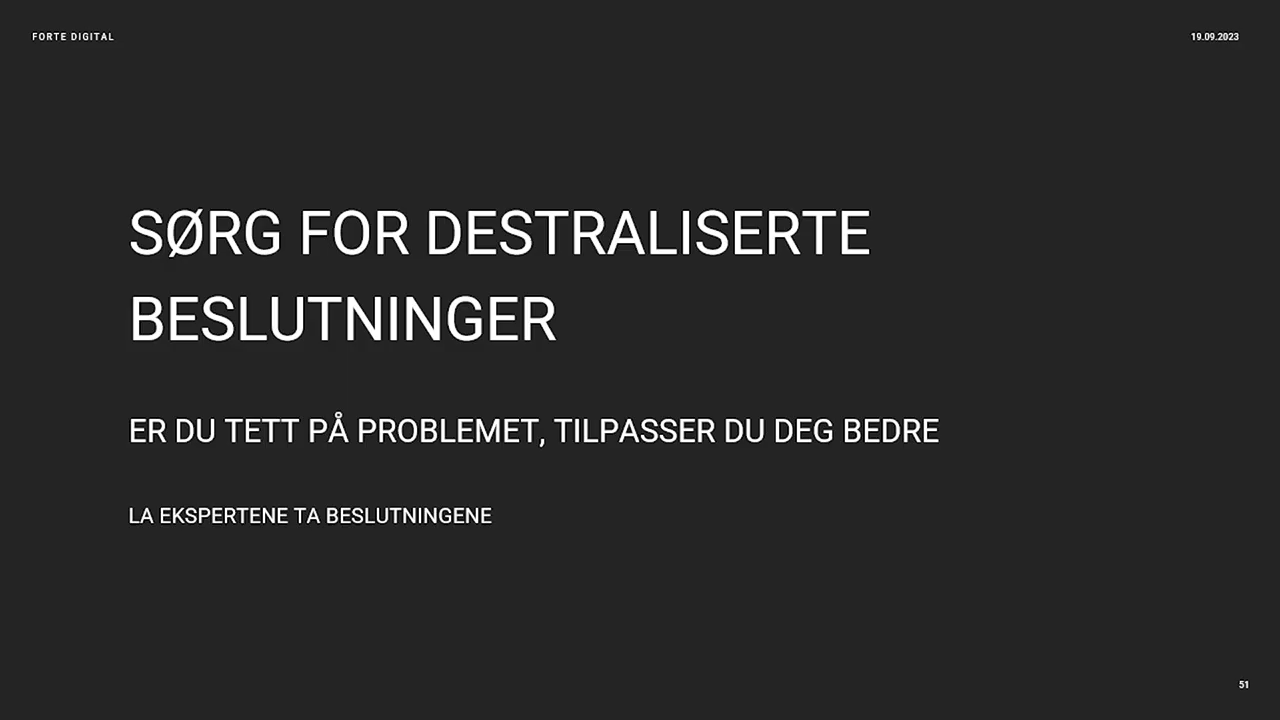 FORTE DIGITAL
19.09.2023
SØRG FOR DESTRALISERTE
BESLUTNINGER
ER DU TETT PÅ PROBLEMET, TILPASSER DU DEG BEDRE
LA EKSPERTENE TA BESLUTNINGENE
51